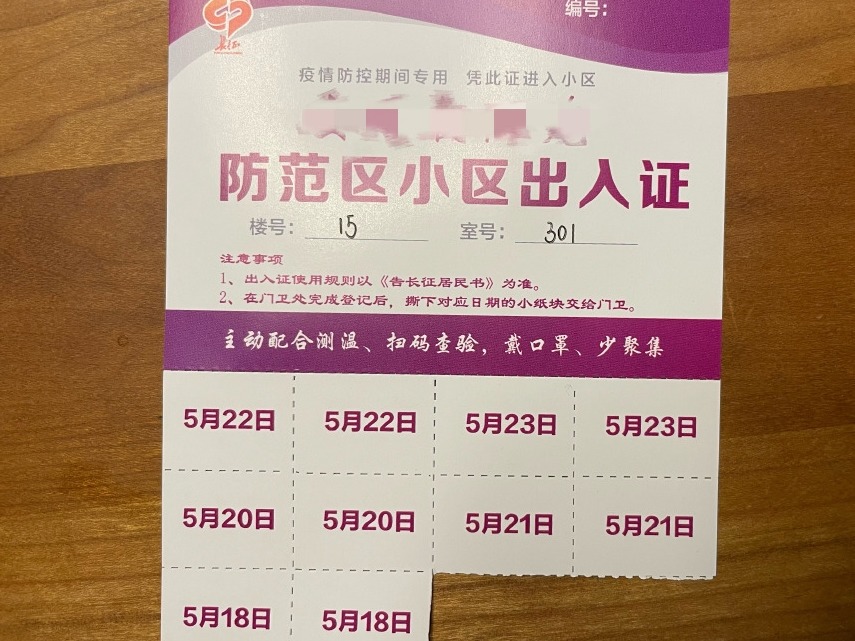 长征
编号:
疫情防控期间专用 凭此证进入小区
防范区小区出入证
楼号: 15 室号: 301
注意事项
1、出入证使用规则以《告长征居民书》为准。
2、在门卫处完成登记后，撕下对应日期的小纸块交给门卫。
主动配合测温、扫码查验，戴口罩、少聚集
5月22日 5月22日 5月23日 5月23日
5月20日 5月20日 5月21日 5月21日
5月18日 5月18日